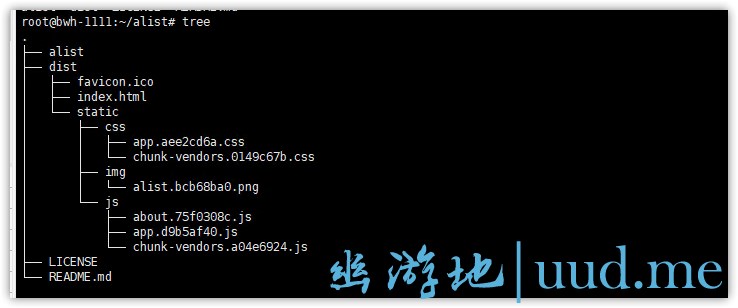 root@bwh-1111:~/alist# tree
.
├── alist
├── dist
│   ├── favicon.ico
│   ├── index.html
│   └── static
│       ├── css
│       │   ├── app.aee2cd6a.css
│       │   └── chunk-vendors.0149c67b.css
│       ├── img
│       │   └── alist.bcb68ba0.png
│       └── js
│           ├── about.75f0308c.js
│           ├── app.d9b5af40.js
│           └── chunk-vendors.a04e6924.js
├── LICENSE
└── README.md
幽游地|uud.me